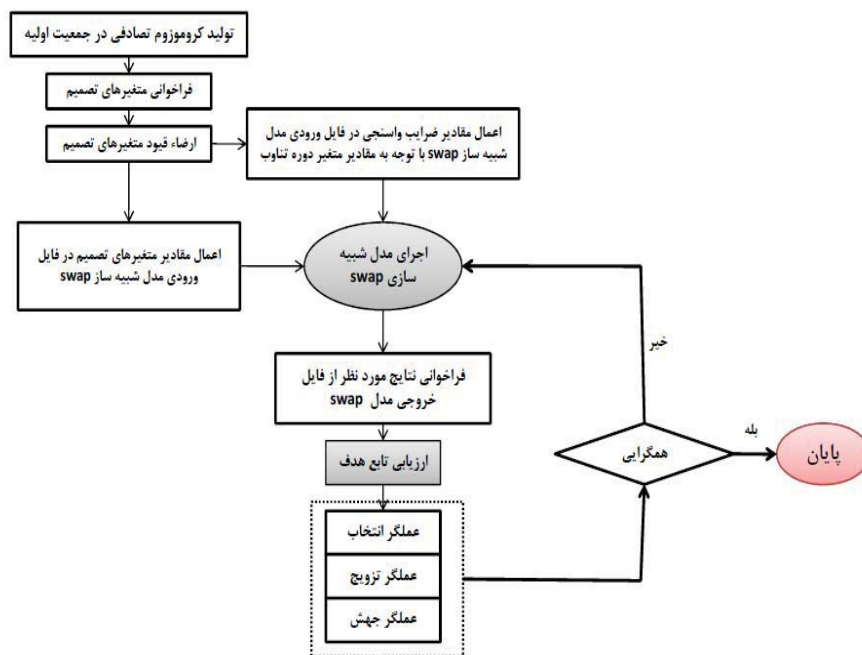 تولید کروموزوم تصادفی در جمعیت اولیه
فراخوانی متغیرهای تصمیم
ارضاء قیود متغیرهای تصمیم
اعمال مقادیر ضرایب واسنجی در فایل ورودی مدل
شبیه ساز swap با توجه به مقادیر متغیر دوره تناوب
اعمال مقادیر متغیرهای تصمیم در فایل
ورودی مدل شبیه ساز swap
اجرای مدل شبیه
سازی swap
فراخوانی نتایج مورد نظر از فایل
خروجی مدل swap
ارزیابی تابع هدف
عملگر انتخاب
عملگر تزویج
عملگر جهش
همگرایی
خیر
بله
پایان